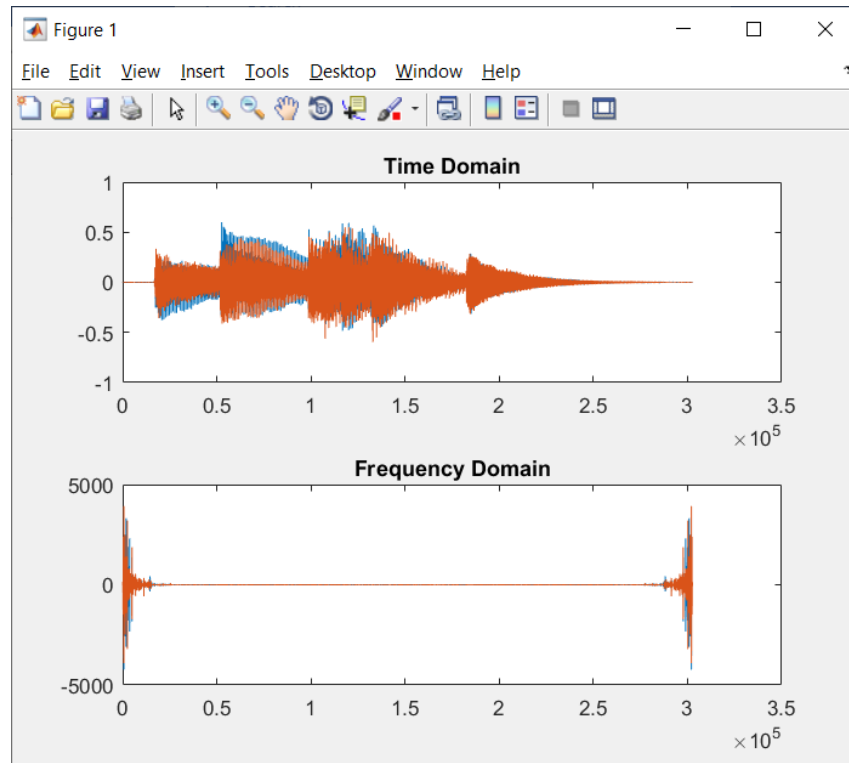 Figure 1
File Edit View Insert Tools Desktop Window Help
Time Domain
1
0.5
0
-0.5
-1
0 0.5 1 1.5 2 2.5 3 3.5
×10^5
Frequency Domain
5000
0
-5000
0 0.5 1 1.5 2 2.5 3 3.5
×10^5